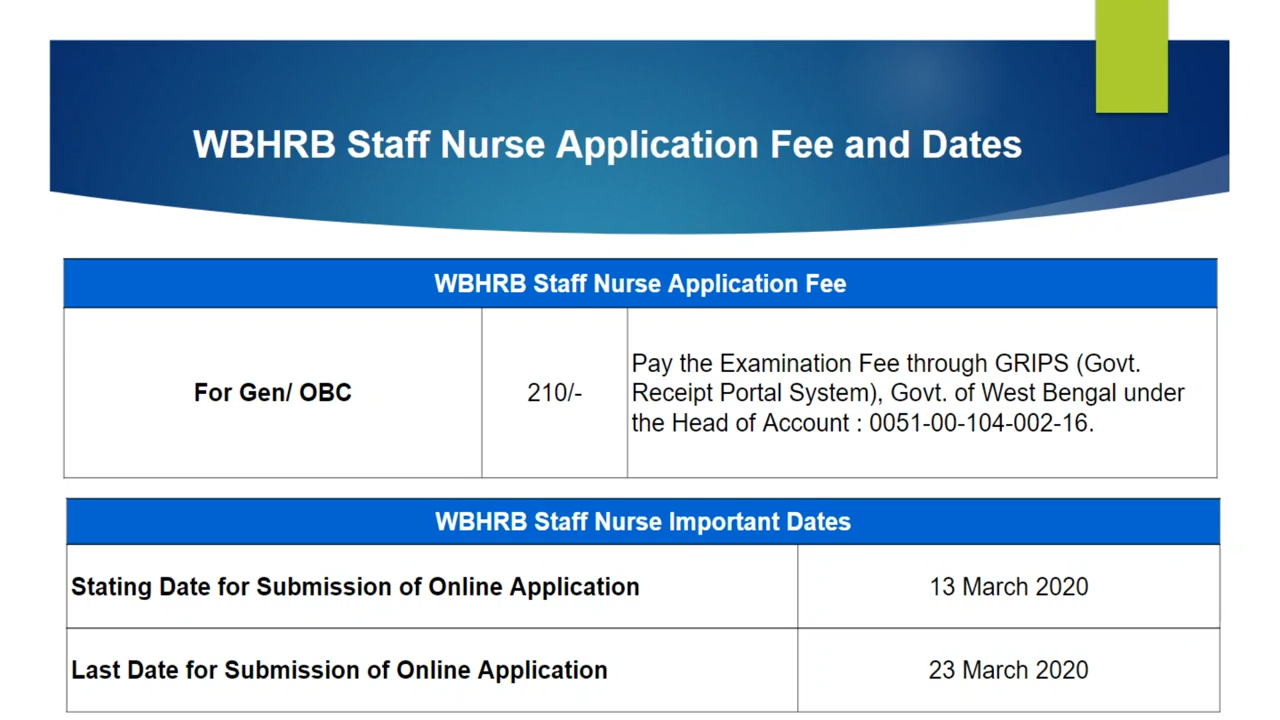 WBHRB Staff Nurse Application Fee and Dates
WBHRB Staff Nurse Application Fee
For Gen/ OBC
210/-
Pay the Examination Fee through GRIPS (Govt.
Receipt Portal System), Govt. of West Bengal under
the Head of Account : 0051-00-104-002-16.
WBHRB Staff Nurse Important Dates
Stating Date for Submission of Online Application
13 March 2020
Last Date for Submission of Online Application
23 March 2020